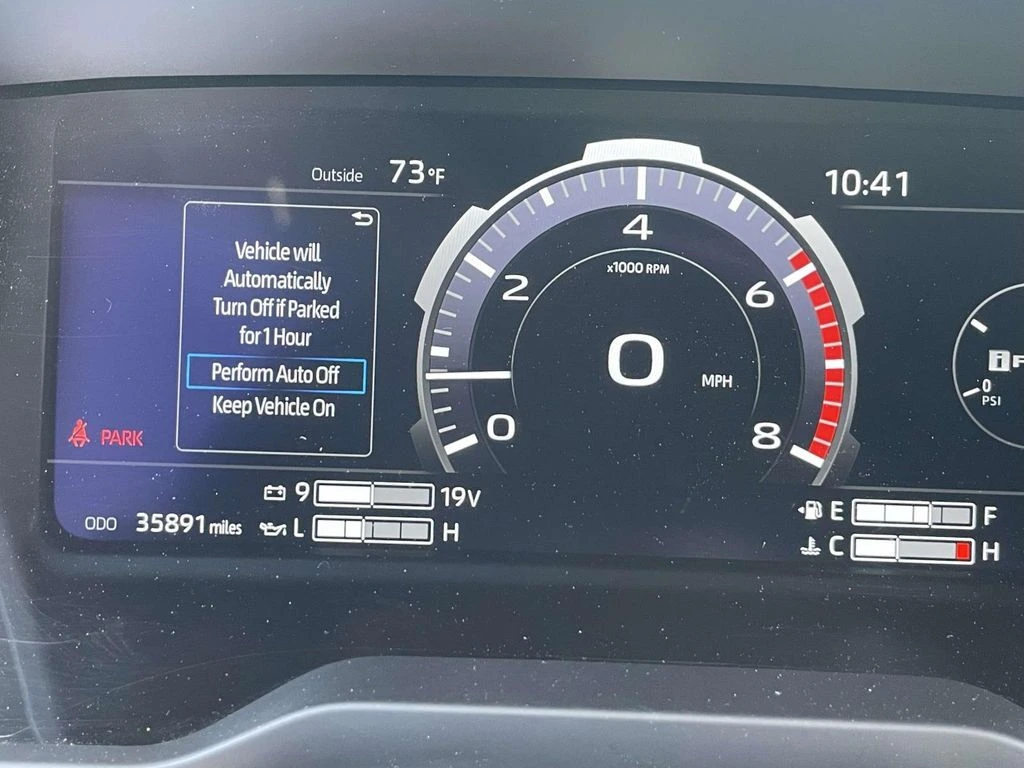 Outside 73°F
10:41
Vehicle will
Automatically
Turn Off if Parked
for 1 Hour
Perform Auto Off
Keep Vehicle On
4
x1000 RPM
2
6
0
MPH
0
8
0
PSI
PARK
9 19V
ODO 35891 miles
L H
E F
C H